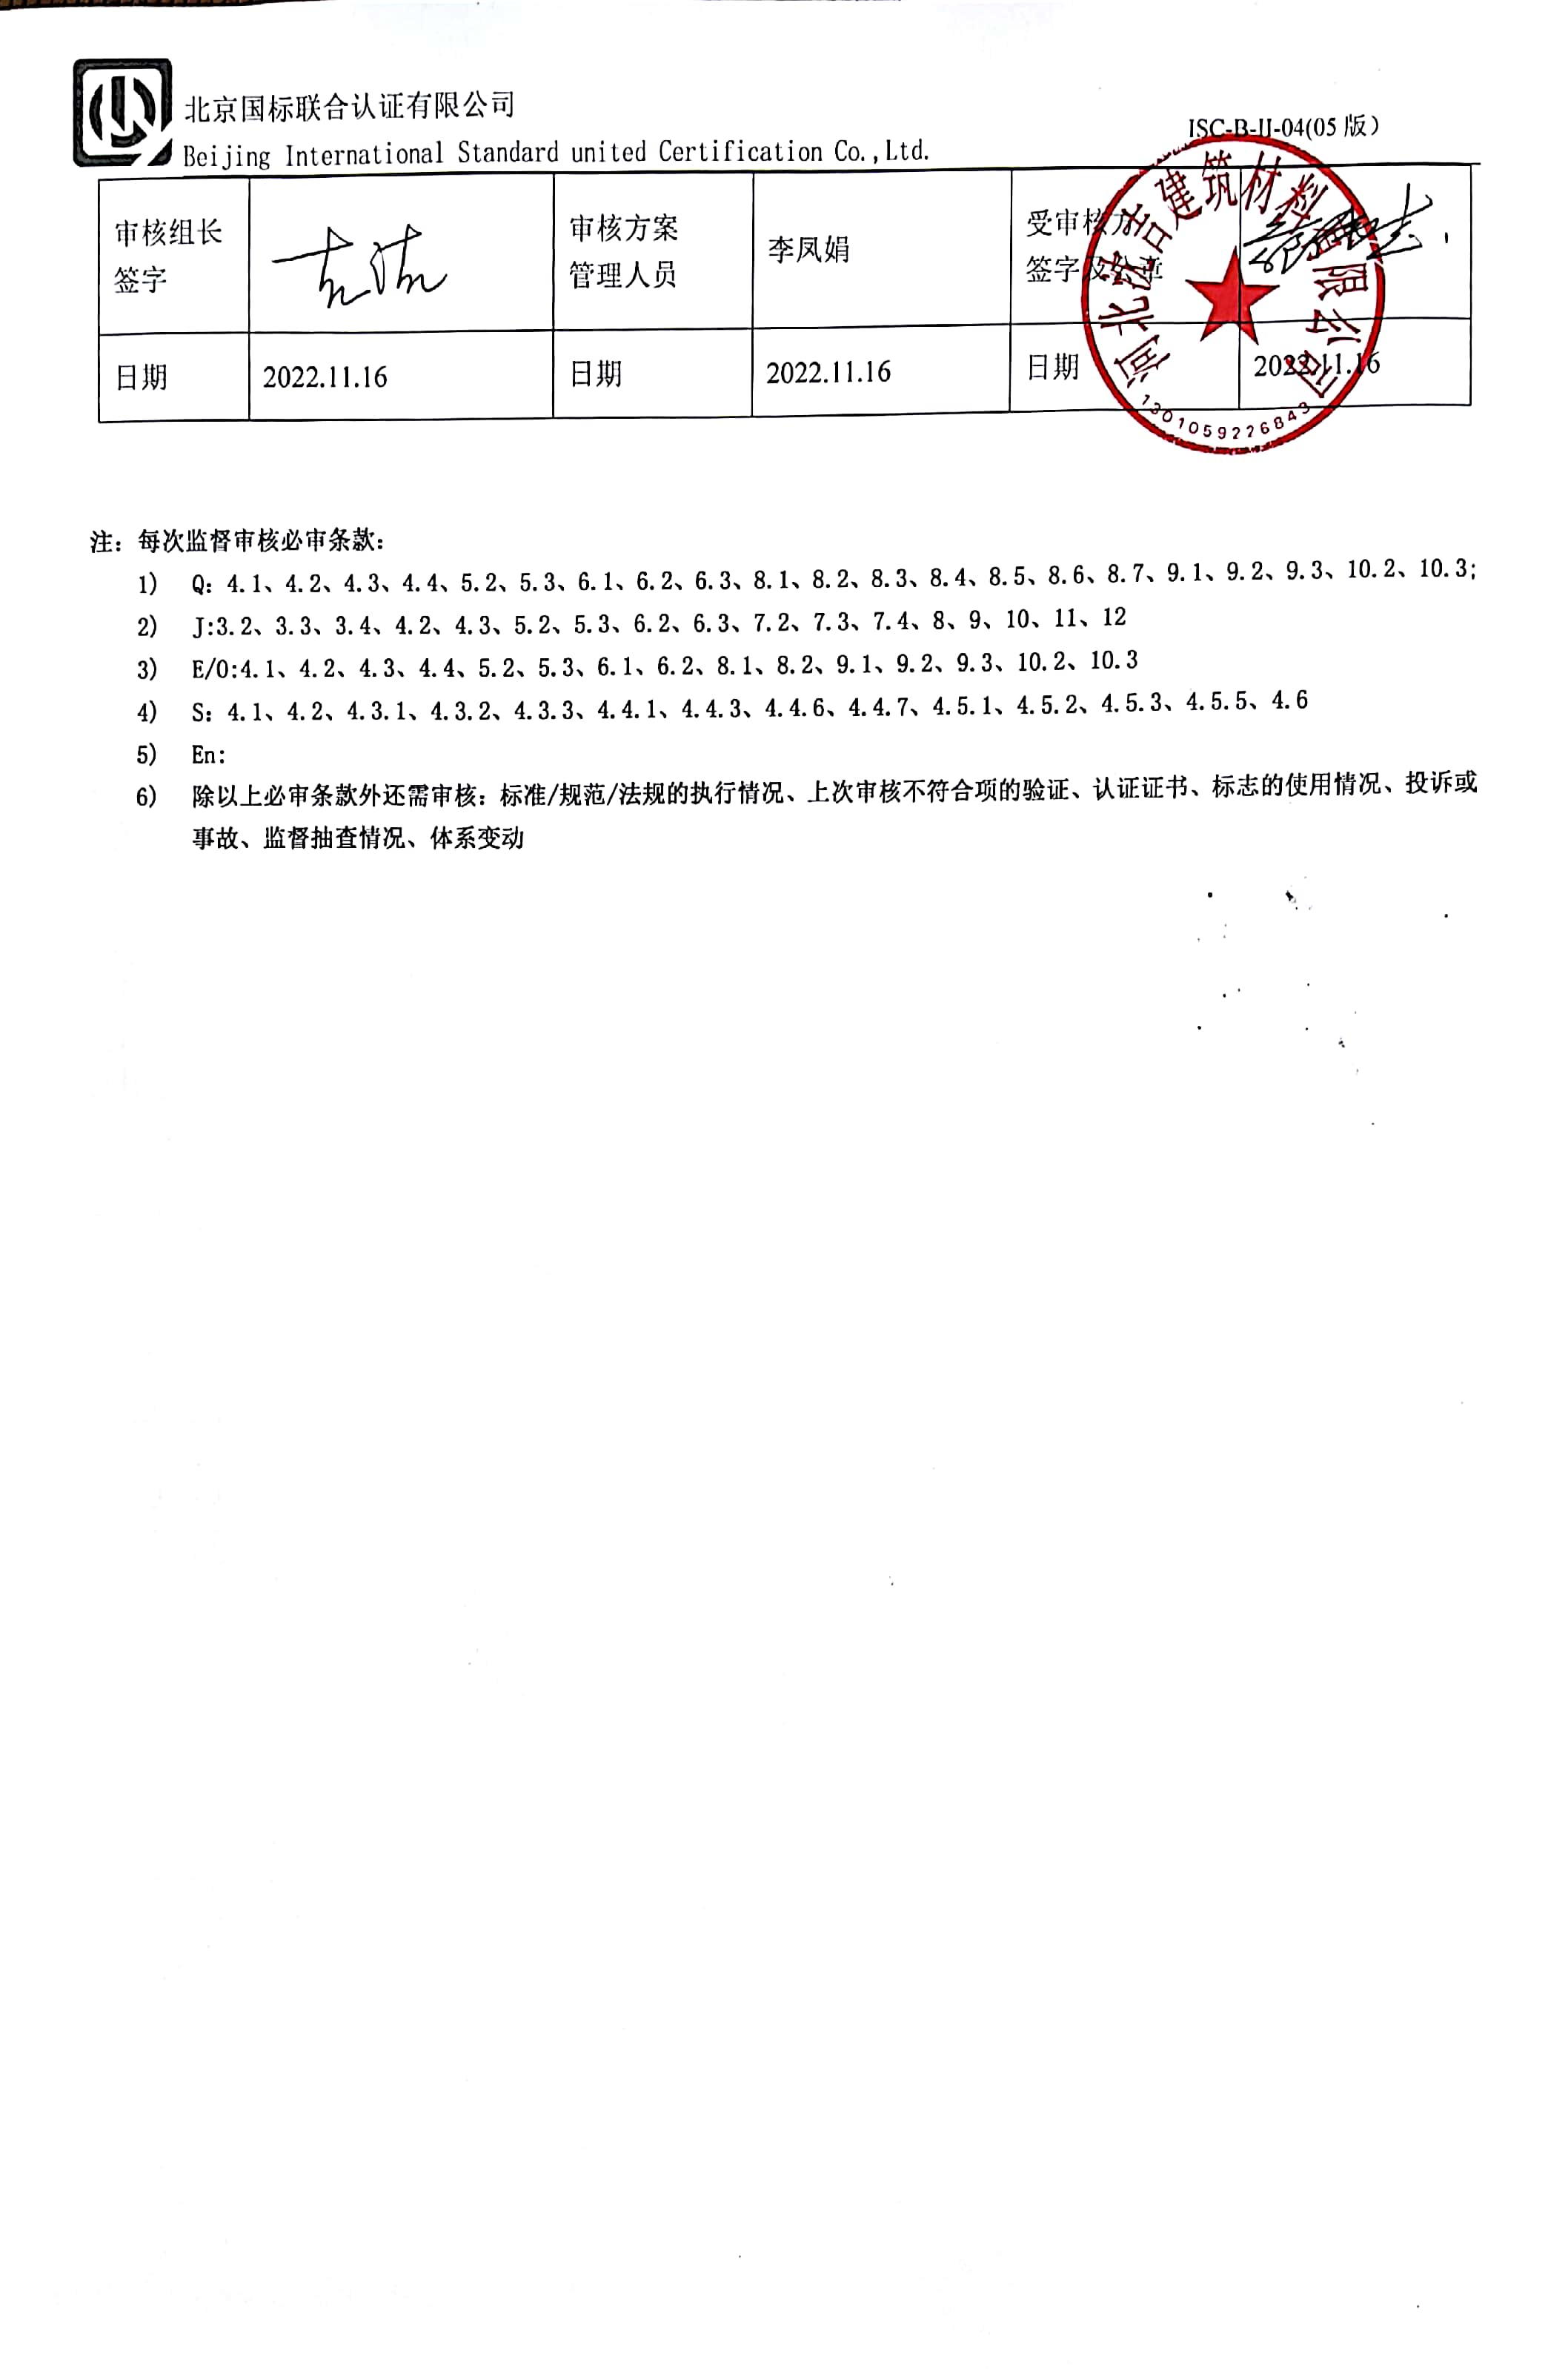 北京国标联合认证有限公司
Beijing International Standard united Certification Co.,Ltd.
ISC-B-II-04(05版)
审核组长
签字
审核方案
管理人员
李凤娟
受审核方
签字及公章
日期
2022.11.16
日期
2022.11.16
日期
2022.11.16
建筑材料有限公司
1301059226843
注：每次监督审核必审条款：
1) Q：4.1、4.2、4.3、4.4、5.2、5.3、6.1、6.2、6.3、8.1、8.2、8.3、8.4、8.5、8.6、8.7、9.1、9.2、9.3、10.2、10.3；
2) J:3.2、3.3、3.4、4.2、4.3、5.2、5.3、6.2、6.3、7.2、7.3、7.4、8、9、10、11、12
3) E/O:4.1、4.2、4.3、4.4、5.2、5.3、6.1、6.2、8.1、8.2、9.1、9.2、9.3、10.2、10.3
4) S：4.1、4.2、4.3.1、4.3.2、4.3.3、4.4.1、4.4.3、4.4.6、4.4.7、4.5.1、4.5.2、4.5.3、4.5.5、4.6
5) En：
6) 除以上必审条款外还需审核：标准/规范/法规的执行情况、上次审核不符合项的验证、认证证书、标志的使用情况、投诉或
事故、监督抽查情况、体系变动